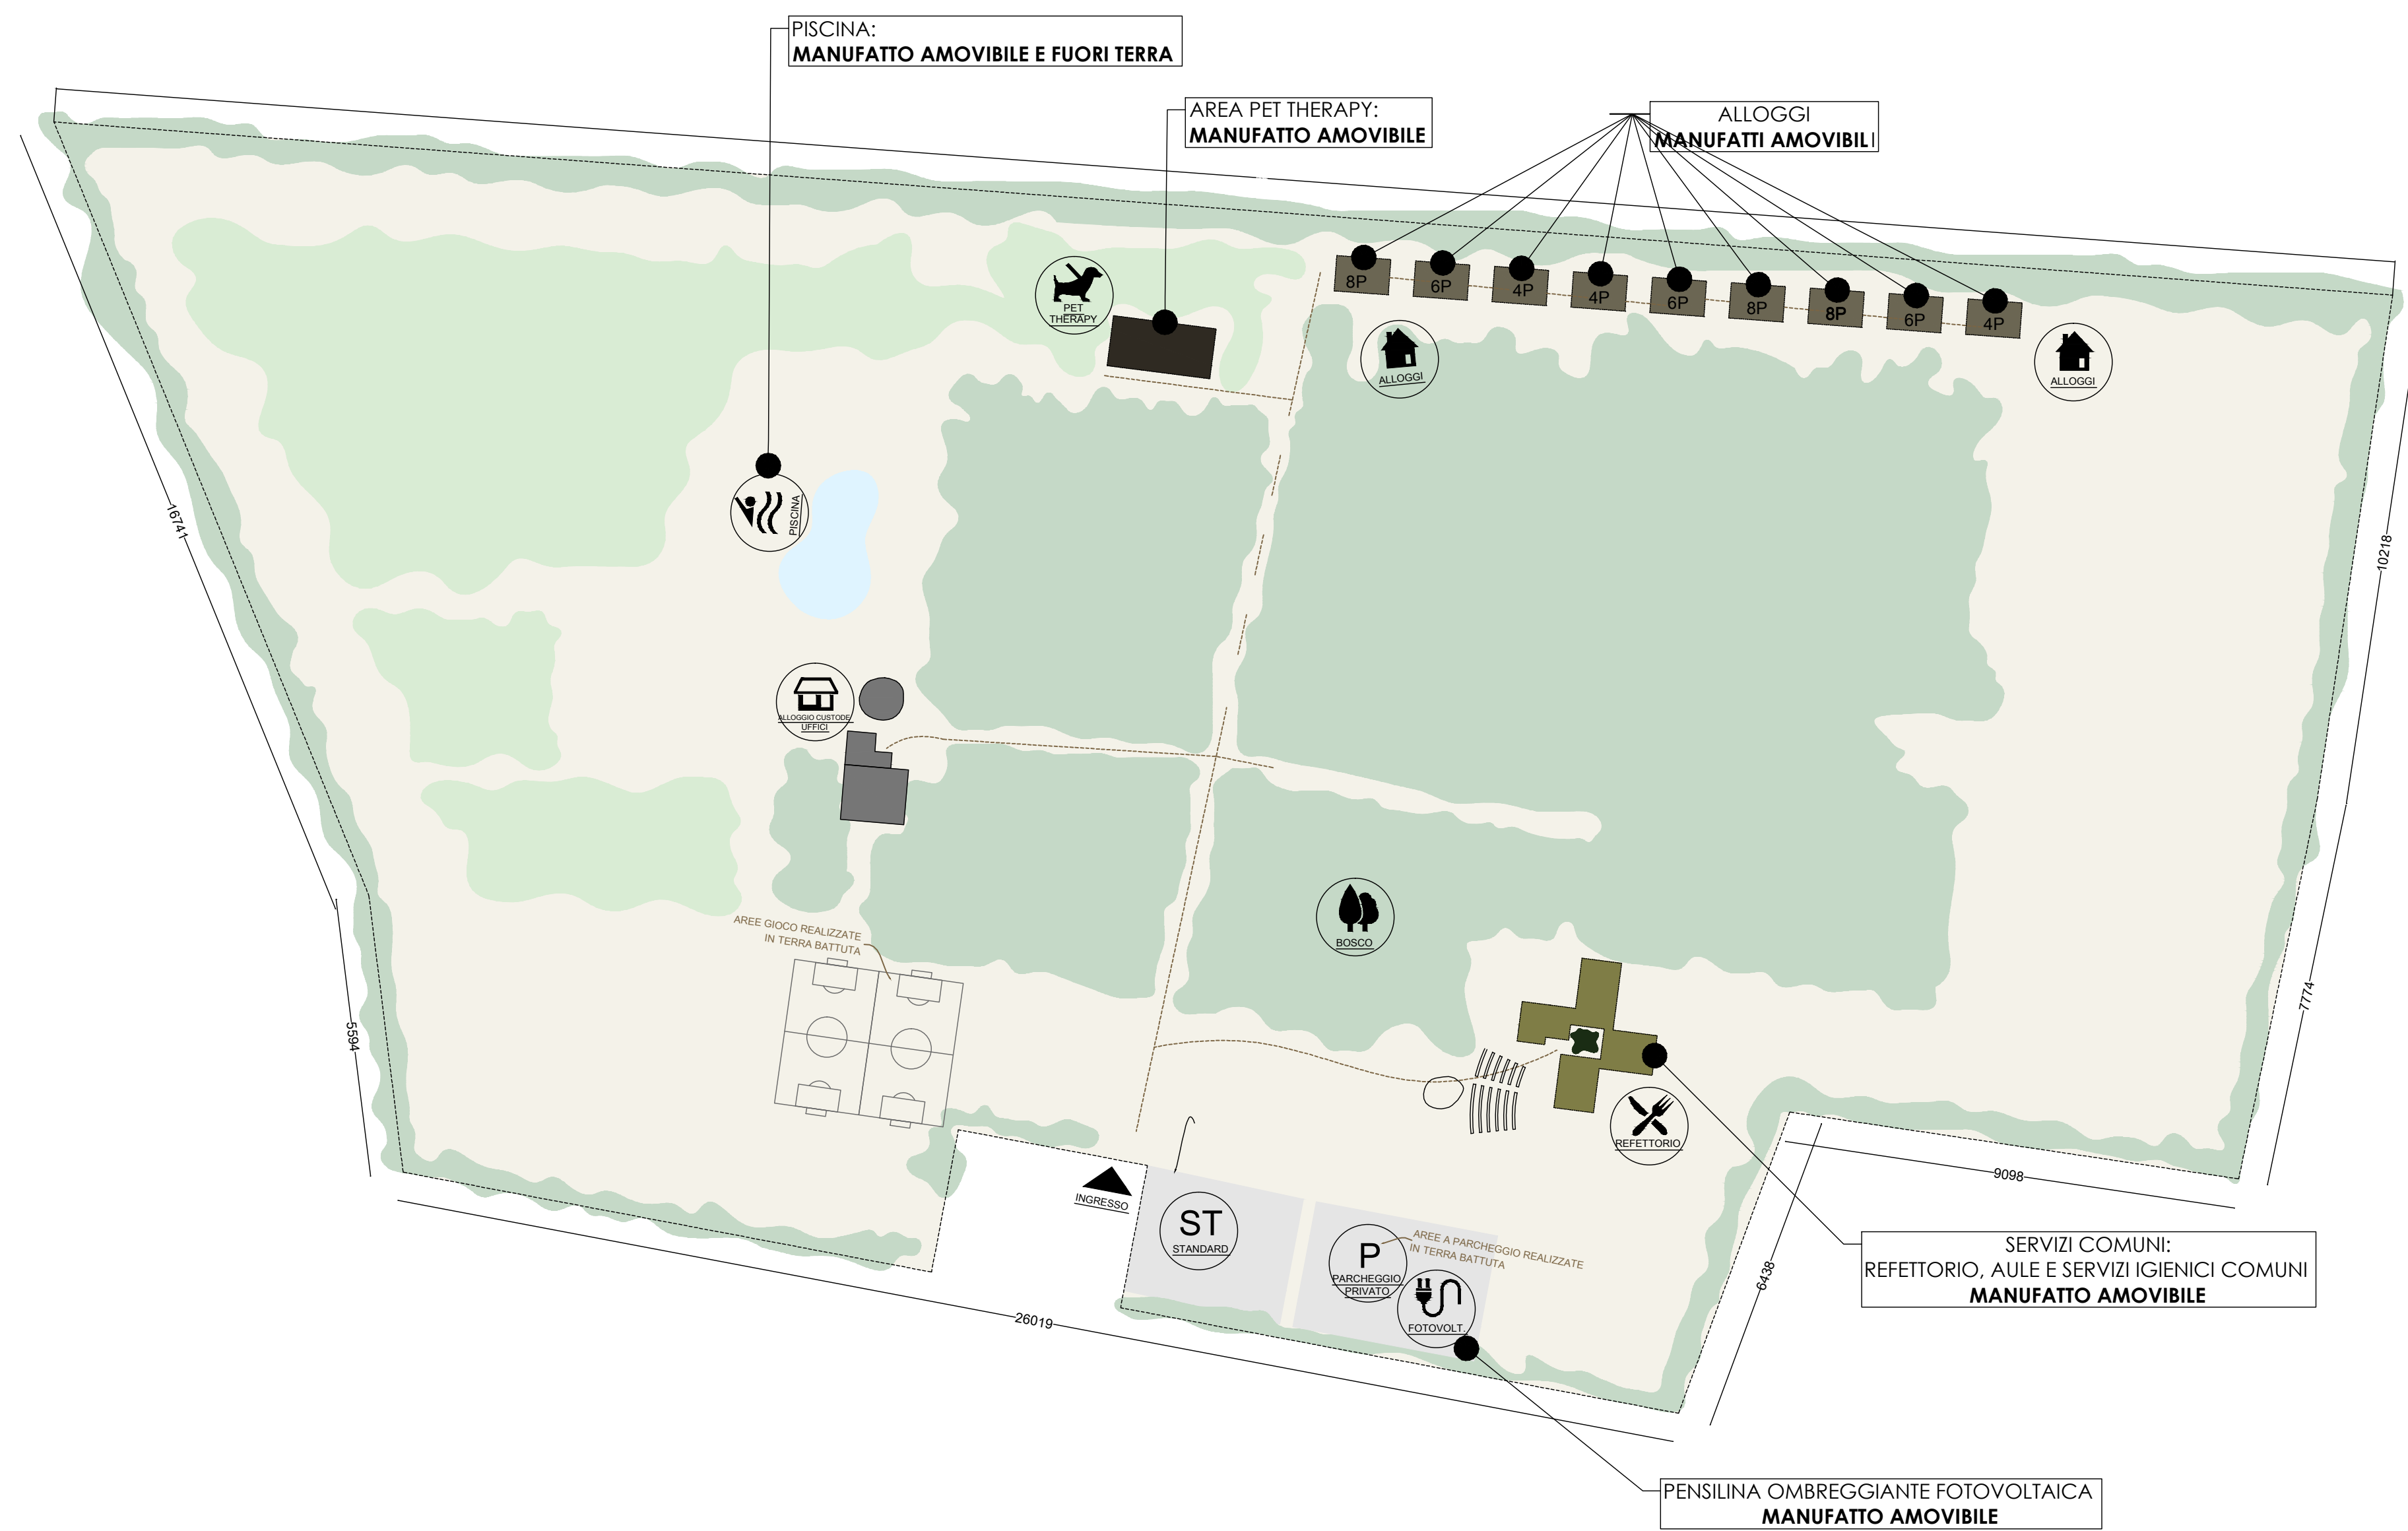 PISCINA:
MANUFATTO AMOVIBILE E FUORI TERRA
AREA PET THERAPY:
MANUFATTO AMOVIBILE
ALLOGGI
MANUFATTI AMOVIBILI
8P
6P
4P
4P
6P
8P
8P
6P
4P
PET
THERAPY
ALLOGGI
ALLOGGI
PISCINA
16741
10218
ALLOGGIO CUSTODE
UFFICI
AREE GIOCO REALIZZATE
IN TERRA BATTUTA
BOSCO
5594
7774
REFETTORIO
INGRESSO
ST
STANDARD
P
PARCHEGGIO
PRIVATO
AREE A PARCHEGGIO REALIZZATE
IN TERRA BATTUTA
FOTOVOLT.
9098
6438
26019
SERVIZI COMUNI:
REFETTORIO, AULE E SERVIZI IGIENICI COMUNI
MANUFATTO AMOVIBILE
PENSILINA OMBREGGIANTE FOTOVOLTAICA
MANUFATTO AMOVIBILE